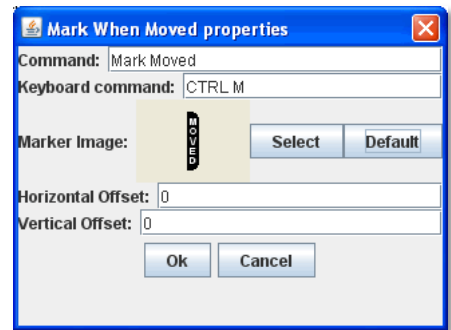 Mark When Moved properties
Command: Mark Moved
Keyboard command: CTRL M
Marker Image: MOVED Select Default
Horizontal Offset: 0
Vertical Offset: 0
Ok Cancel